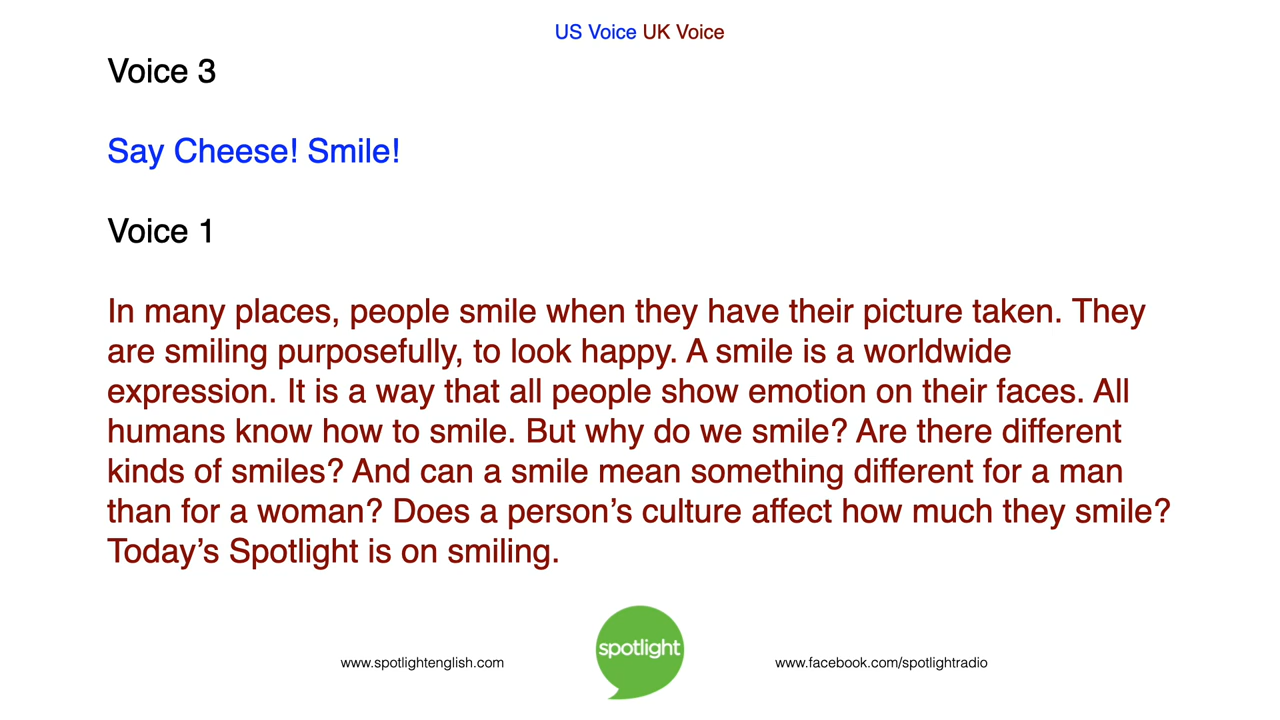 US Voice UK Voice
Voice 3
Say Cheese! Smile!
Voice 1
In many places, people smile when they have their picture taken. They
are smiling purposefully, to look happy. A smile is a worldwide
expression. It is a way that all people show emotion on their faces. All
humans know how to smile. But why do we smile? Are there different
kinds of smiles? And can a smile mean something different for a man
than for a woman? Does a person’s culture affect how much they smile?
Today’s Spotlight is on smiling.
spotlight
www.spotlightenglish.com
www.facebook.com/spotlightradio